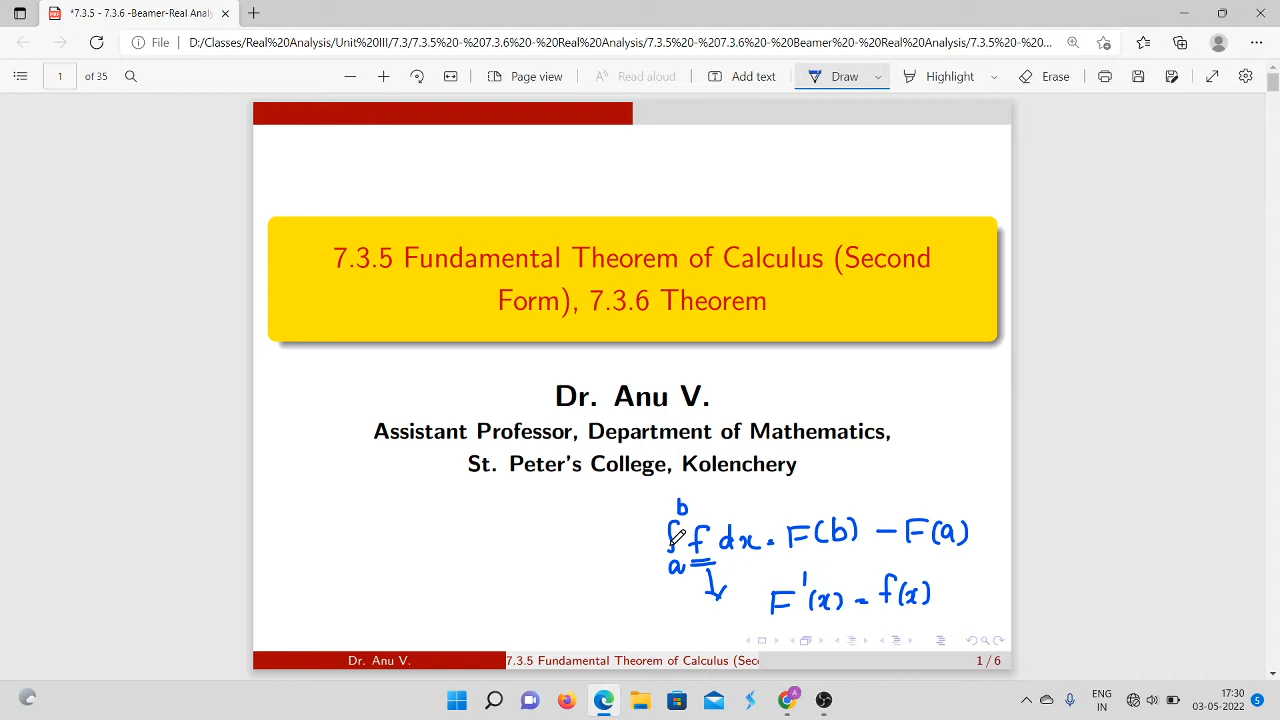 *7.3.5 - 7.3.6 -Beamer-Real Anal
File D:/Classes/Real%20Analysis/Unit%20III/7.3/7.3.5%20-%207.3.6%20-%20Real%20Analysis/7.3.5%20-%207.3.6%20-%20Beamer%20-%20Real%20Analysis/7.3.5%20-%20...
1 of 35 Page view Read aloud Add text Draw Highlight Erase
7.3.5 Fundamental Theorem of Calculus (Second
Form), 7.3.6 Theorem
Dr. Anu V.
Assistant Professor, Department of Mathematics,
St. Peter's College, Kolenchery
∫_a^b f dx = F(b) - F(a)
F'(x) = f(x)
Dr. Anu V. 7.3.5 Fundamental Theorem of Calculus (Sec 1 / 6
ENG 17:30
IN 03-05-2022 5